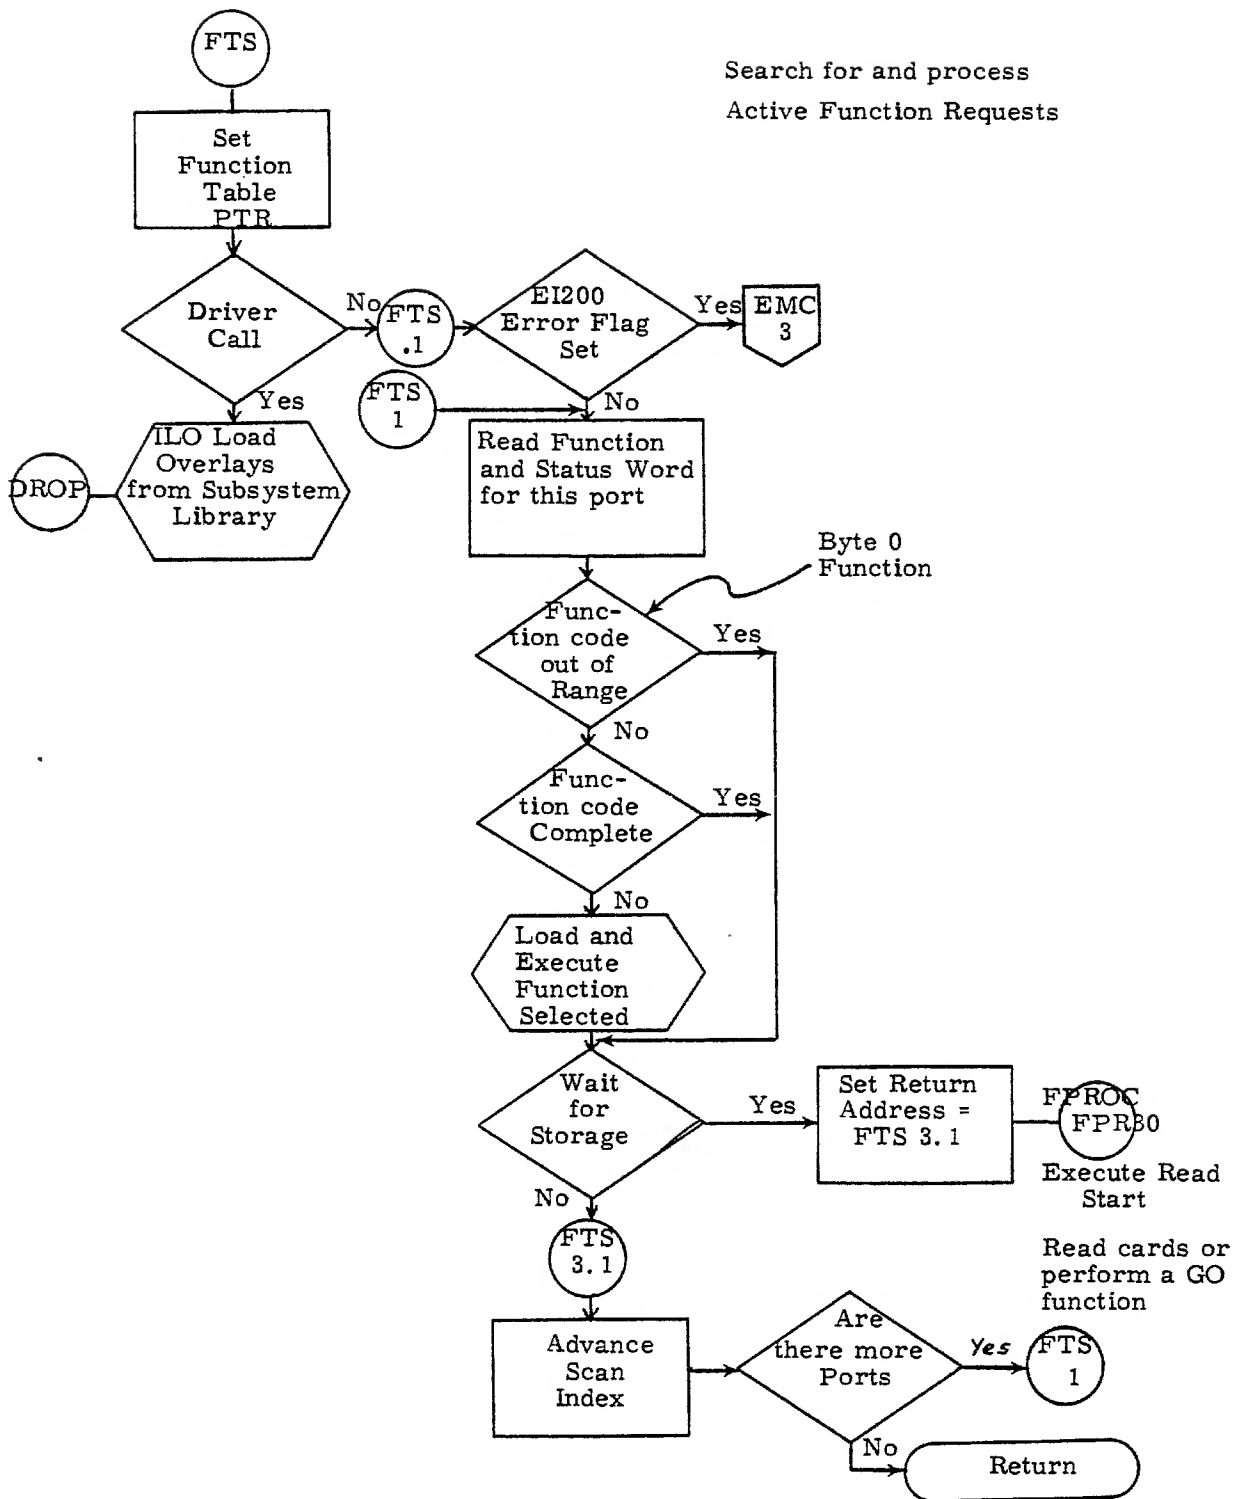 FTS
Search for and process
Active Function Requests
Set
Function
Table
PTR
Driver
Call
No
FTS
.1
EI200
Error Flag
Set
Yes
EMC
3
Yes
FTS
1
No
ILO Load
Overlays
from Subsystem
Library
DROP
Read Function
and Status Word
for this port
Byte 0
Function
Func-
tion code
out of
Range
Yes
No
Func-
tion code
Complete
Yes
No
Load and
Execute
Function
Selected
Wait
for
Storage
Yes
Set Return
Address =
FTS 3.1
FPROC
FPR30
Execute Read
Start
No
FTS
3.1
Read cards or
perform a GO
function
Advance
Scan
Index
Are
there more
Ports
Yes
FTS
1
No
Return